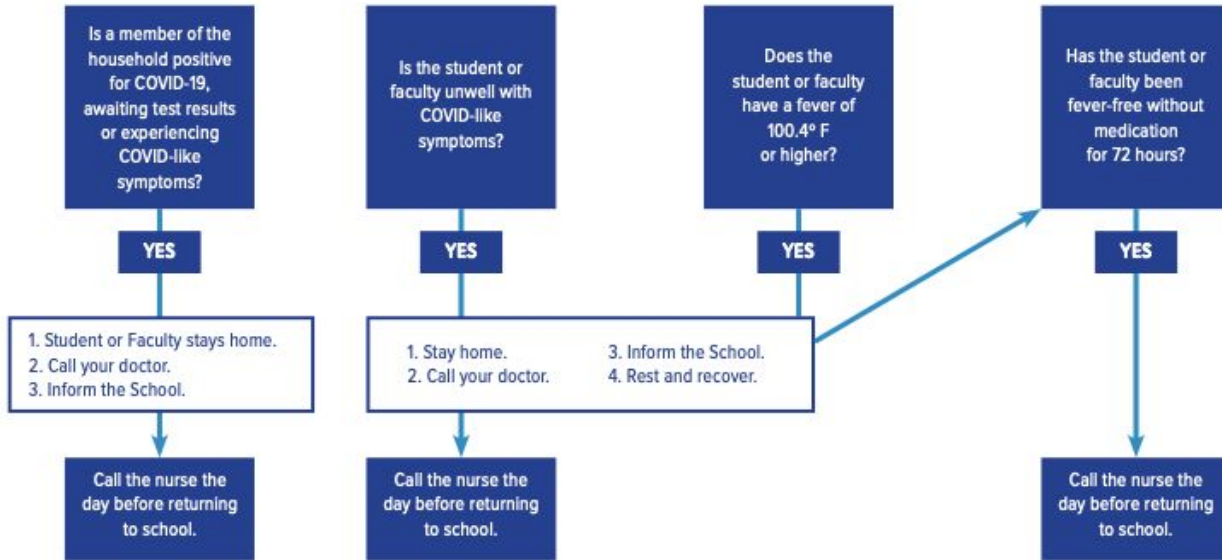 Is a member of the
household positive
for COVID-19,
awaiting test results
or experiencing
COVID-like
symptoms?
YES
1. Student or Faculty stays home.
2. Call your doctor.
3. Inform the School.
Call the nurse the
day before returning
to school.
Is the student or
faculty unwell with
COVID-like
symptoms?
YES
Does the
student or faculty
have a fever of
100.4º F
or higher?
YES
1. Stay home.
2. Call your doctor.
3. Inform the School.
4. Rest and recover.
Call the nurse the
day before returning
to school.
Has the student or
faculty been
fever-free without
medication
for 72 hours?
YES
Call the nurse the
day before returning
to school.